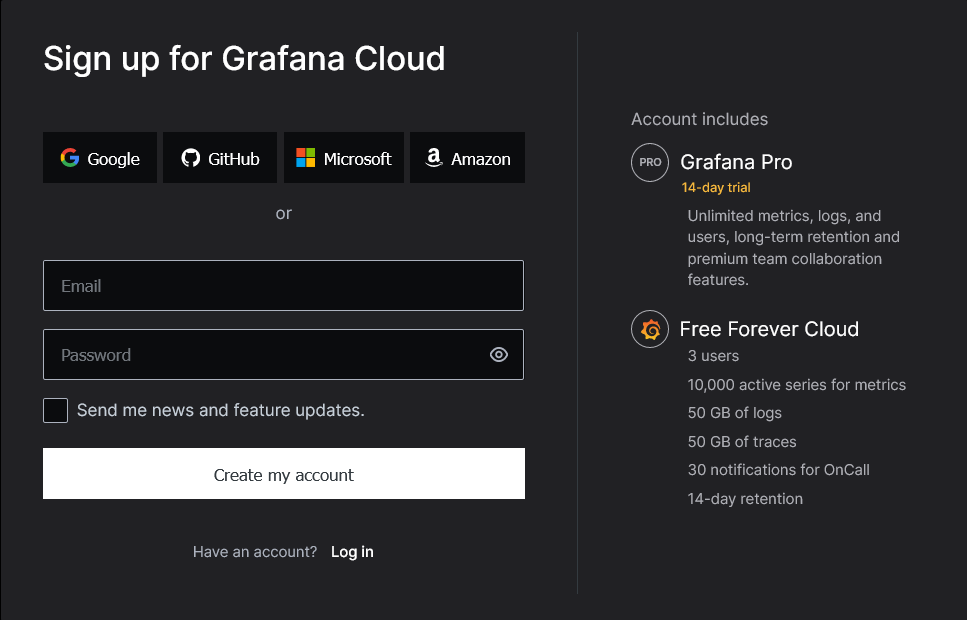 Sign up for Grafana Cloud
Google
GitHub
Microsoft
Amazon
or
Email
Password
Send me news and feature updates.
Create my account
Have an account? Log in
Account includes
PRO
Grafana Pro
14-day trial
Unlimited metrics, logs, and
users, long-term retention and
premium team collaboration
features.
Free Forever Cloud
3 users
10,000 active series for metrics
50 GB of logs
50 GB of traces
30 notifications for OnCall
14-day retention